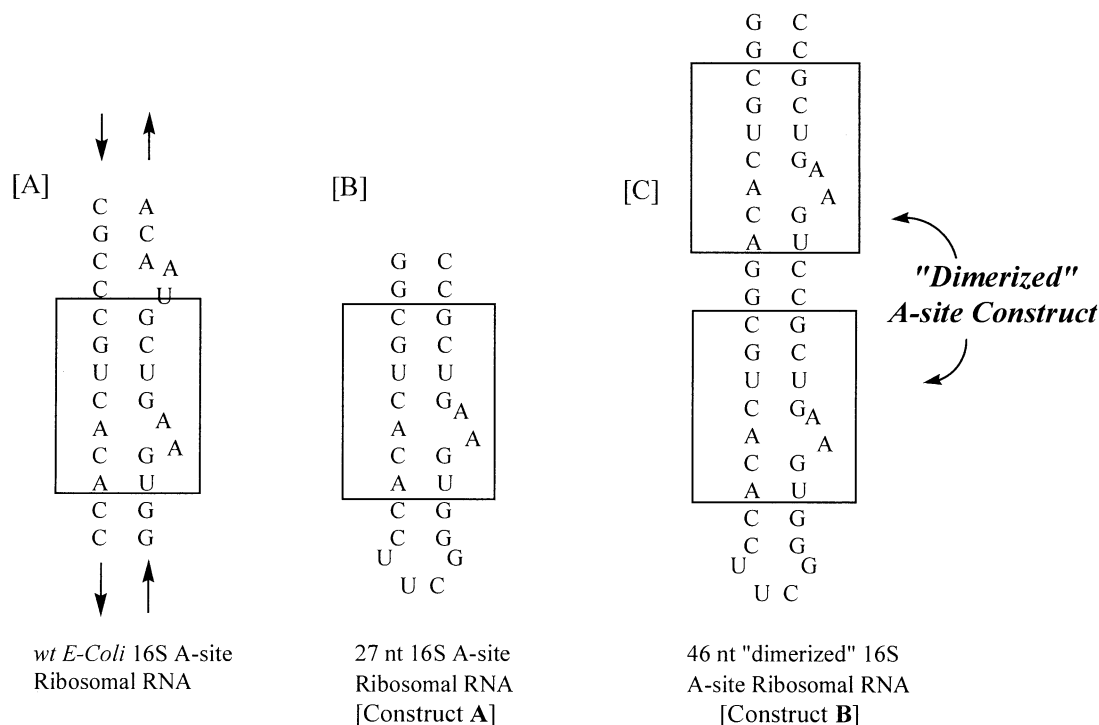 [A]
C A
G C
C A A
C U
C G
G C
U U
C G A
A A
C G
A U
C G
C G
wt E-Coli 16S A-site
Ribosomal RNA
[B]
G C
G C
C G
G C
U U
C G A
A A
C G
A U
C G
C G
U G
U C
27 nt 16S A-site
Ribosomal RNA
[Construct A]
[C]
G C
G C
C G
G C
U U
C G A
A A
C G
A U
G C
G C
C G
G C
U U
C G A
A A
C G
A U
C G
C G
U G
U C
"Dimerized"
A-site Construct
46 nt "dimerized" 16S
A-site Ribosomal RNA
[Construct B]